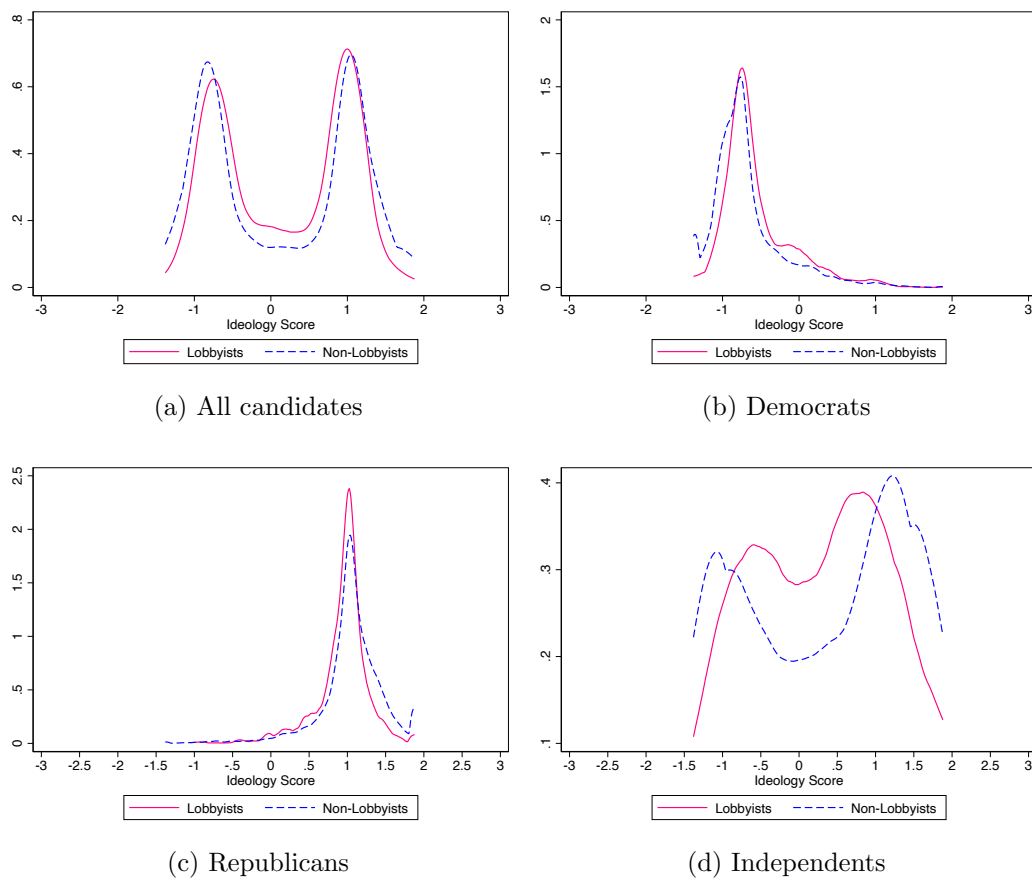 .8
.6
.4
.2
0
-3 -2 -1 0 1 2 3
Ideology Score
Lobbyists Non-Lobbyists
(a) All candidates
2
1.5
1
.5
0
-3 -2 -1 0 1 2 3
Ideology Score
Lobbyists Non-Lobbyists
(b) Democrats
2.5
2
1.5
1
.5
0
-3 -2.5 -2 -1.5 -1 -.5 0 .5 1 1.5 2 2.5 3
Ideology Score
Lobbyists Non-Lobbyists
(c) Republicans
.4
.3
.2
.1
-3 -2.5 -2 -1.5 -1 -.5 0 .5 1 1.5 2 2.5 3
Ideology Score
Lobbyists Non-Lobbyists
(d) Independents